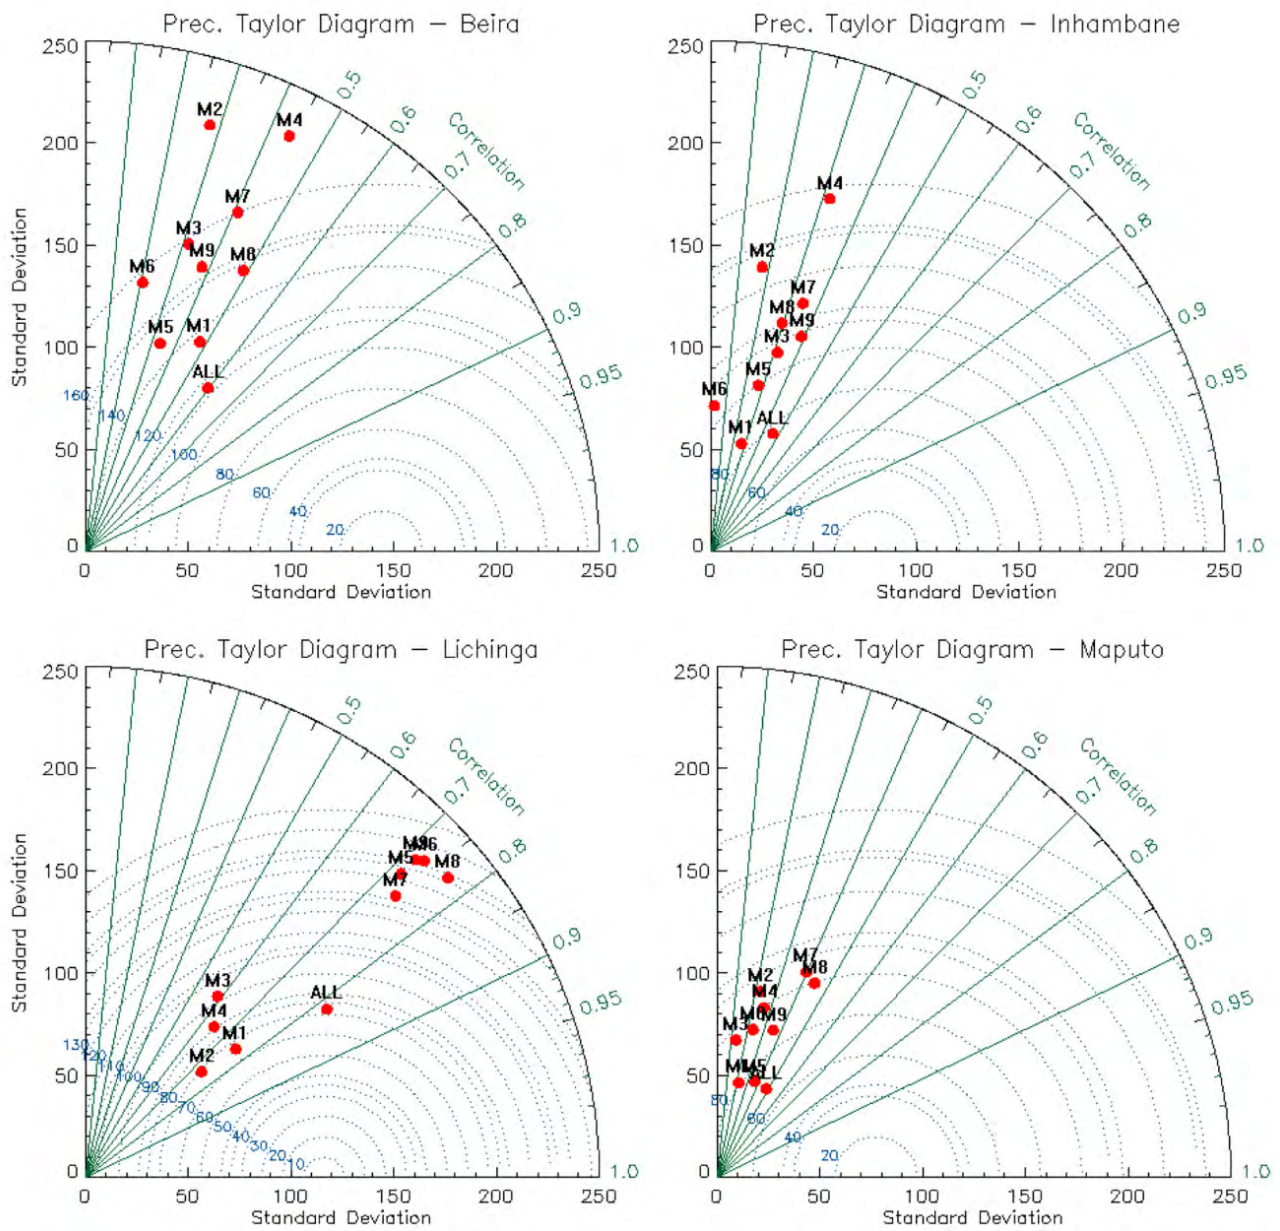 Prec. Taylor Diagram – Beira
250
200
150
100
50
0
Standard Deviation
0 50 100 150 200 250
Standard Deviation
0.5
0.6
Correlation
0.7
0.8
0.9
0.95
1.0
M2
M4
M7
M3
M9
M8
M6
M5
M1
ALL
160
140
120
100
80
60
40
20
Prec. Taylor Diagram – Inhambane
250
200
150
100
50
0
0 50 100 150 200 250
Standard Deviation
0.5
0.6
Correlation
0.7
0.8
0.9
0.95
1.0
M4
M2
M7
M8
M9
M3
M5
M6
ALL
M1
80
60
40
20
Prec. Taylor Diagram – Lichinga
250
200
150
100
50
0
Standard Deviation
0 50 100 150 200 250
Standard Deviation
0.5
0.6
Correlation
0.7
0.8
0.9
0.95
1.0
M9
M6
M5
M8
M7
M3
ALL
M4
M1
M2
130
120
110
100
90
80
70
60
50
40
30
20
10
Prec. Taylor Diagram – Maputo
250
200
150
100
50
0
0 50 100 150 200 250
Standard Deviation
0.5
0.6
Correlation
0.7
0.8
0.9
0.95
1.0
M7
M8
M2
M4
M9
M3
M5
ALL
80
60
40
20